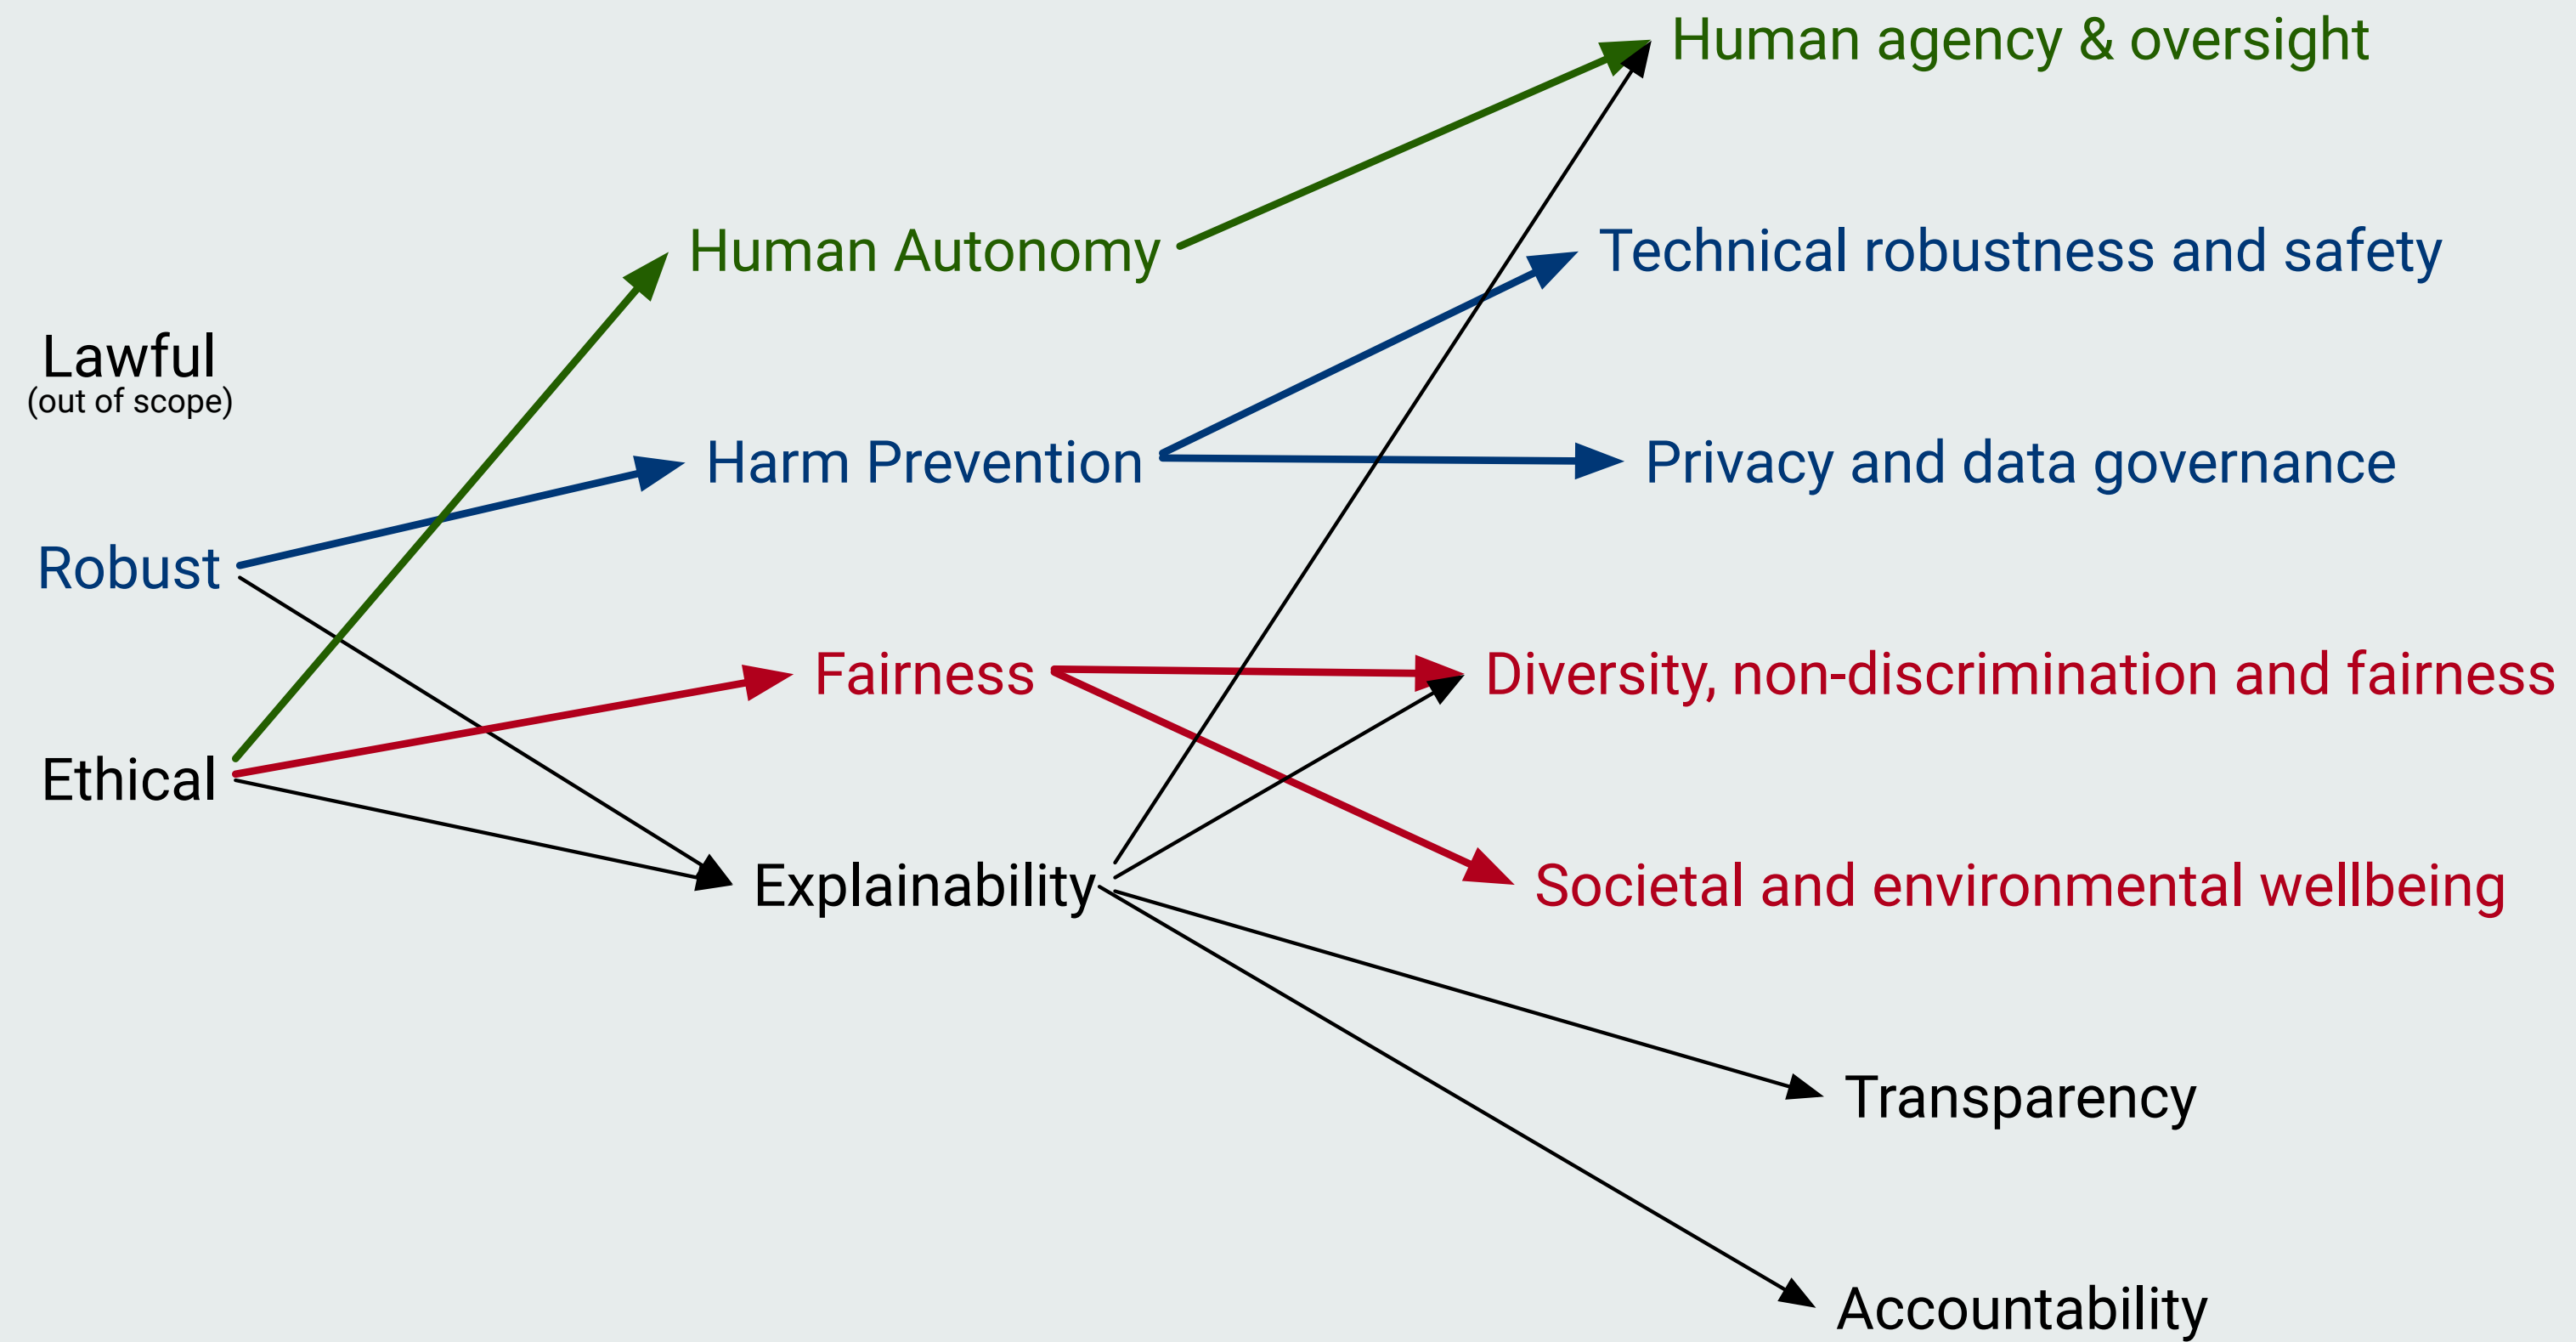 Lawful
(out of scope)
Robust
Ethical
Human Autonomy
Harm Prevention
Fairness
Explainability
Human agency & oversight
Technical robustness and safety
Privacy and data governance
Diversity, non-discrimination and fairness
Societal and environmental wellbeing
Transparency
Accountability